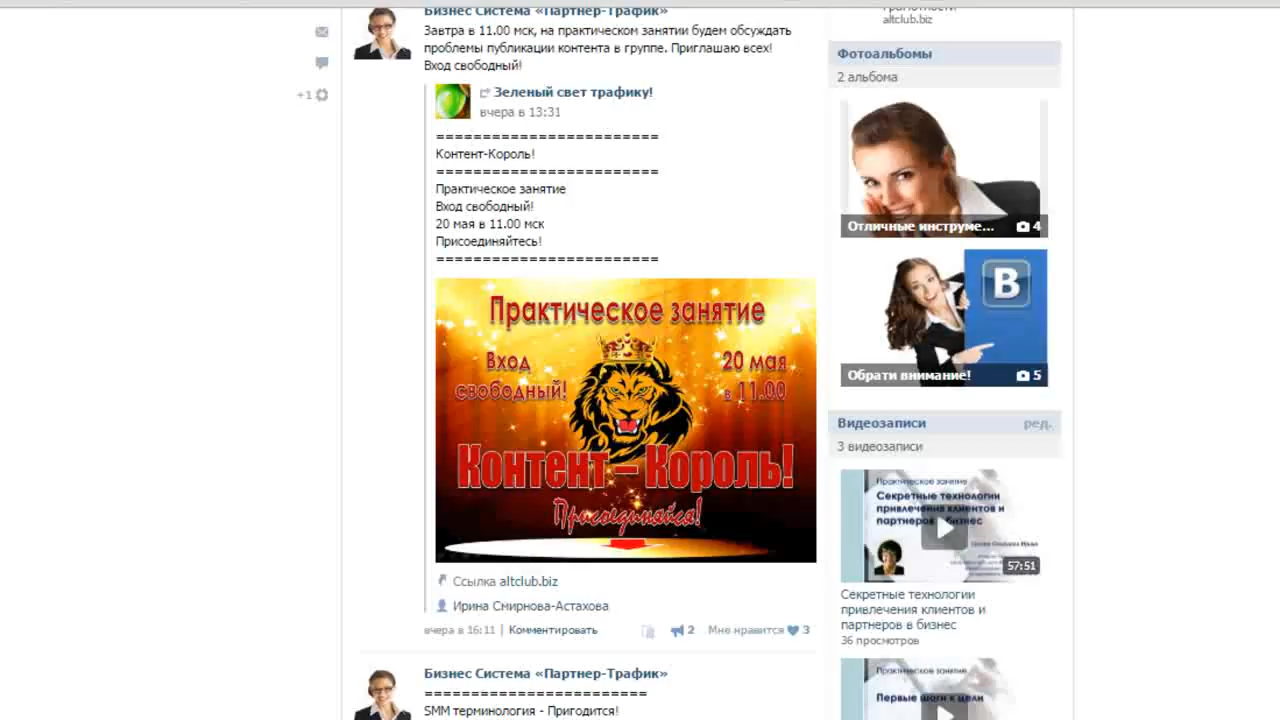 Бизнес Система «Партнер-Трафик»
Завтра в 11.00 мск, на практическом занятии будем обсуждать
проблемы публикации контента в группе. Приглашаю всех!
Вход свободный!
+1
Зеленый свет трафику!
вчера в 13:31
========================
Контент-Король!
========================
Практическое занятие
Вход свободный!
20 мая в 11.00 мск
Присоединяйтесь!
========================
Практическое занятие
Вход
свободный!
20 мая
в 11.00
Контент – Король!
Присоединяйся!
Ссылка altclub.biz
Ирина Смирнова-Астахова
вчера в 16:11 | Комментировать
2
Мне нравится 3
Бизнес Система «Партнер-Трафик»
========================
SMM терминология - Пригодится!
altclub.biz
Фотоальбомы
2 альбома
Отличные инструме... 4
В
Обрати внимание! 5
Видеозаписи ред.
3 видеозаписи
Практическое занятие
Секретные технологии
привлечения клиентов и
партнеров в бизнес
57:51
Секретные технологии
привлечения клиентов и
партнеров в бизнес
36 просмотров
Практическое занятие
Первые шаги к цели